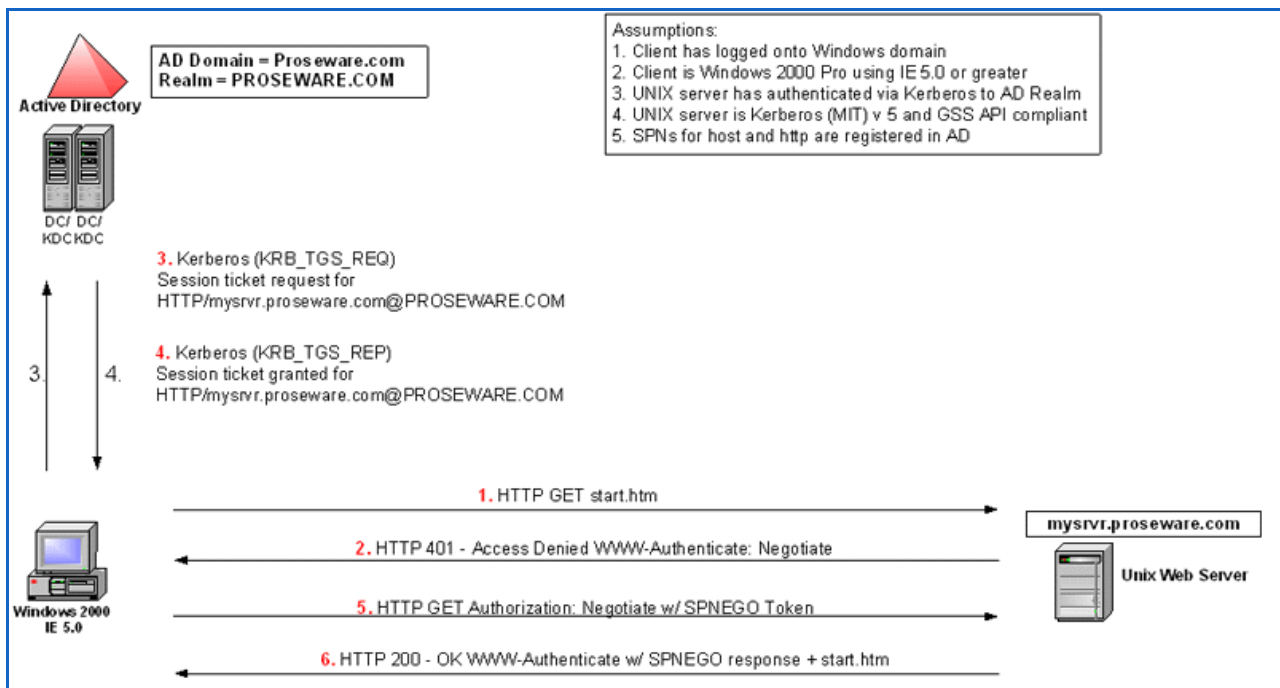 AD Domain = Proseware.com
Realm = PROSEWARE.COM
Active Directory
DC/ DC/
KDC KDC
Assumptions:
1. Client has logged onto Windows domain
2. Client is Windows 2000 Pro using IE 5.0 or greater
3. UNIX server has authenticated via Kerberos to AD Realm
4. UNIX server is Kerberos (MIT) v 5 and GSS API compliant
5. SPNs for host and http are registered in AD
3. Kerberos (KRB_TGS_REQ)
Session ticket request for
HTTP/mysrvr.proseware.com@PROSEWARE.COM
4. Kerberos (KRB_TGS_REP)
Session ticket granted for
HTTP/mysrvr.proseware.com@PROSEWARE.COM
3.
4.
1. HTTP GET start.htm
2. HTTP 401 - Access Denied WWW-Authenticate: Negotiate
5. HTTP GET Authorization: Negotiate w/ SPNEGO Token
6. HTTP 200 - OK WWW-Authenticate w/ SPNEGO response + start.htm
Windows 2000
IE 5.0
mysrvr.proseware.com
Unix Web Server